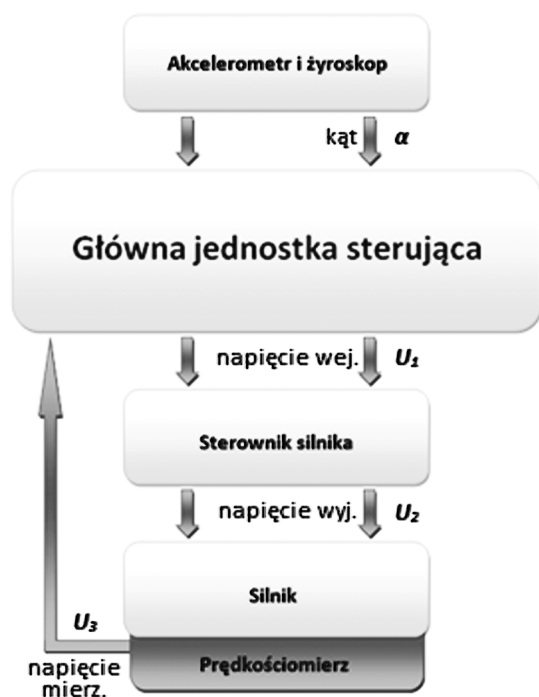 Akcelerometr i żyroskop
kąt α
Główna jednostka sterująca
napięcie wej. U₁
Sterownik silnika
napięcie wyj. U₂
Silnik
U₃
Prędkościomierz
napięcie
mierz.